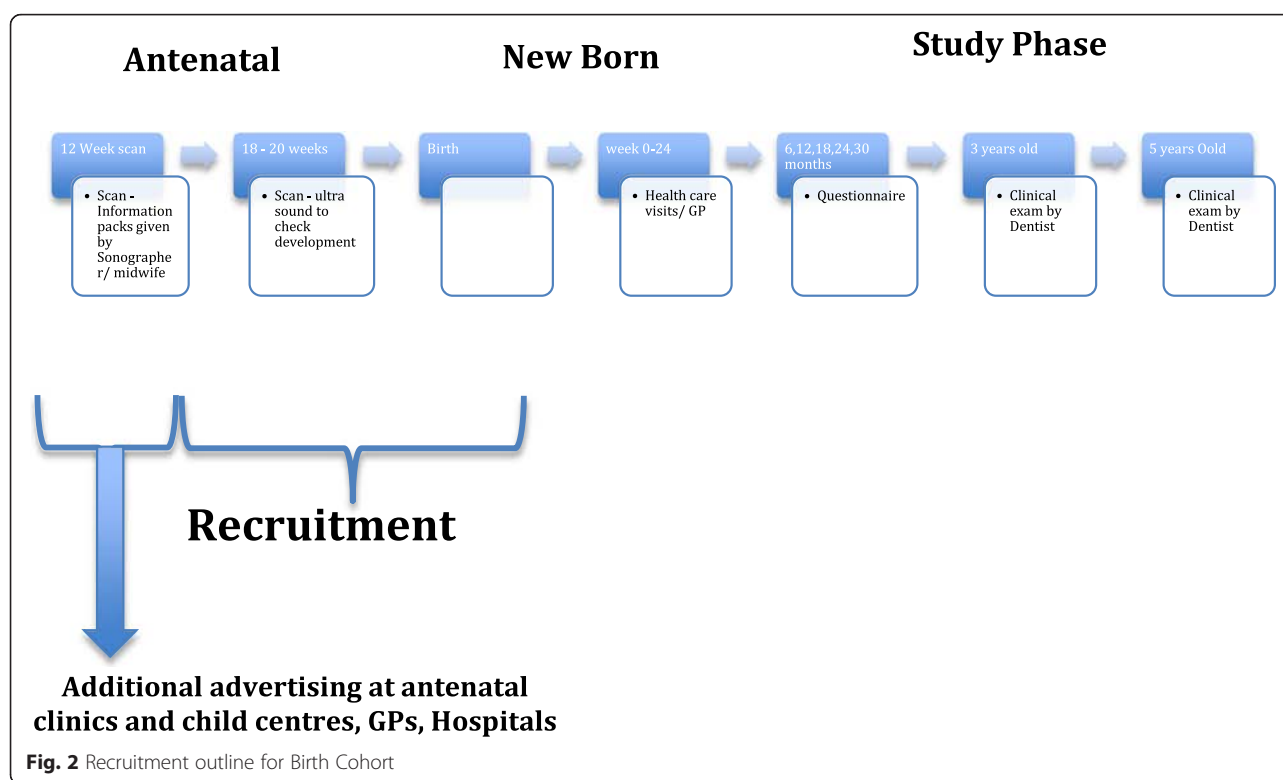 Antenatal
New Born
Study Phase
12 Week scan
• Scan -
Information
packs given
by
Sonographe
r/ midwife
18 - 20 weeks
• Scan - ultra
sound to
check
development
Birth
week 0-24
• Health care
visits/ GP
6,12,18,24,30
months
• Questionnaire
3 years old
• Clinical
exam by
Dentist
5 years Oold
• Clinical
exam by
Dentist
Recruitment
Additional advertising at antenatal
clinics and child centres, GPs, Hospitals
Fig. 2 Recruitment outline for Birth Cohort